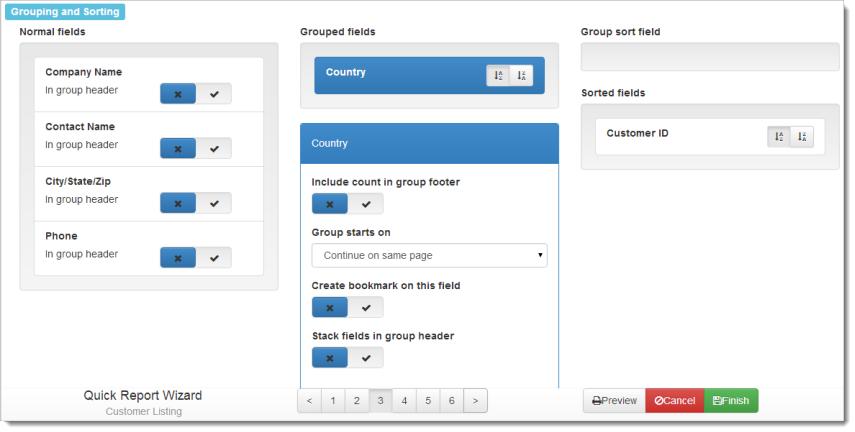 Grouping and Sorting
Normal fields
Company Name
In group header
Contact Name
In group header
City/State/Zip
In group header
Phone
In group header
Grouped fields
Country
Country
Include count in group footer
Group starts on
Continue on same page
Create bookmark on this field
Stack fields in group header
Group sort field
Sorted fields
Customer ID
Quick Report Wizard
Customer Listing
< 1 2 3 4 5 6 >
Preview Cancel Finish